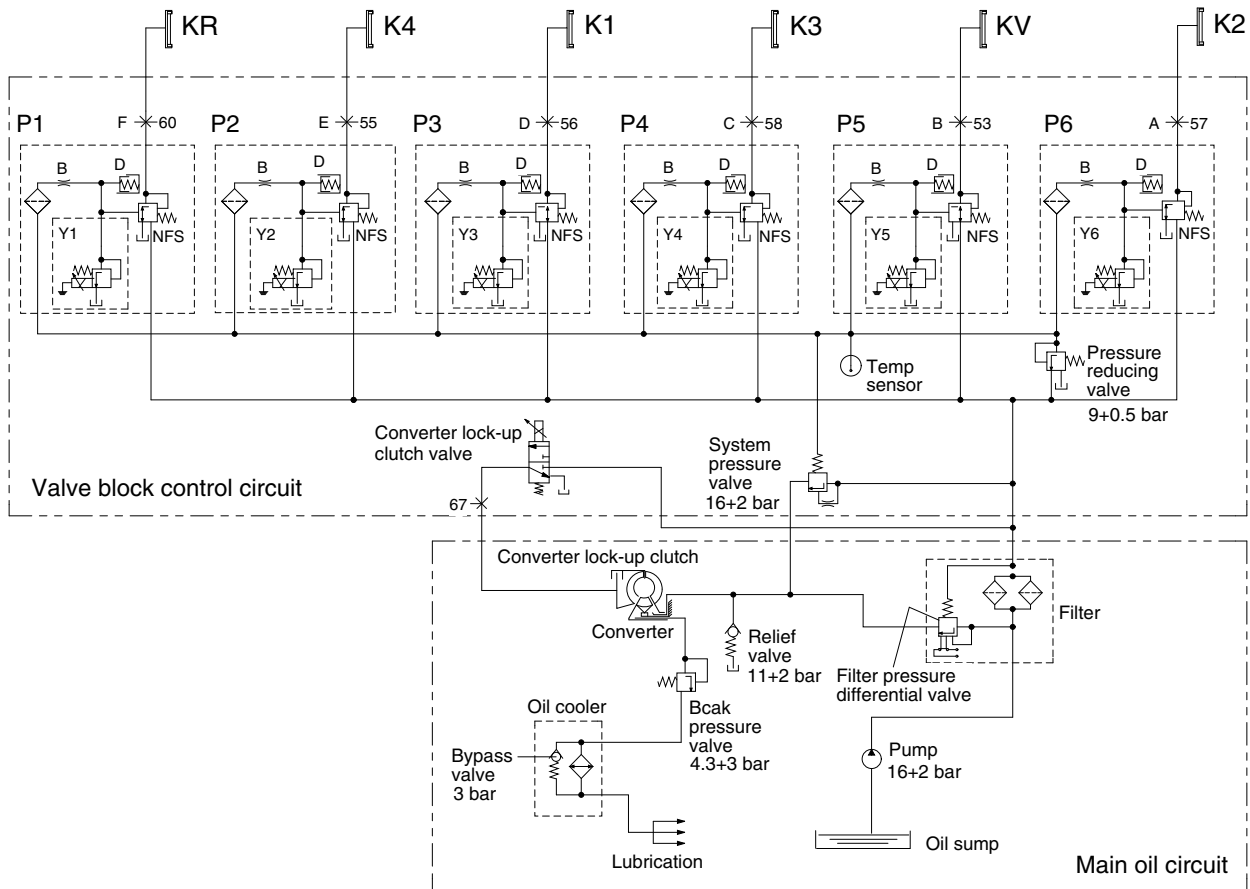 KR
K4
K1
K3
KV
K2
P1
F
60
P2
E
55
P3
D
56
P4
C
58
P5
B
53
P6
A
57
B
D
B
D
B
D
B
D
B
D
B
D
Y1
NFS
Y2
NFS
Y3
NFS
Y4
NFS
Y5
NFS
Y6
NFS
Temp
sensor
Pressure
reducing
valve
9+0.5 bar
Converter lock-up
clutch valve
System
pressure
valve
16+2 bar
Valve block control circuit
67
Converter lock-up clutch
Converter
Relief
valve
11+2 bar
Filter
Filter pressure
differential valve
Oil cooler
Bcak
pressure
valve
4.3+3 bar
Bypass
valve
3 bar
Pump
16+2 bar
Lubrication
Oil sump
Main oil circuit